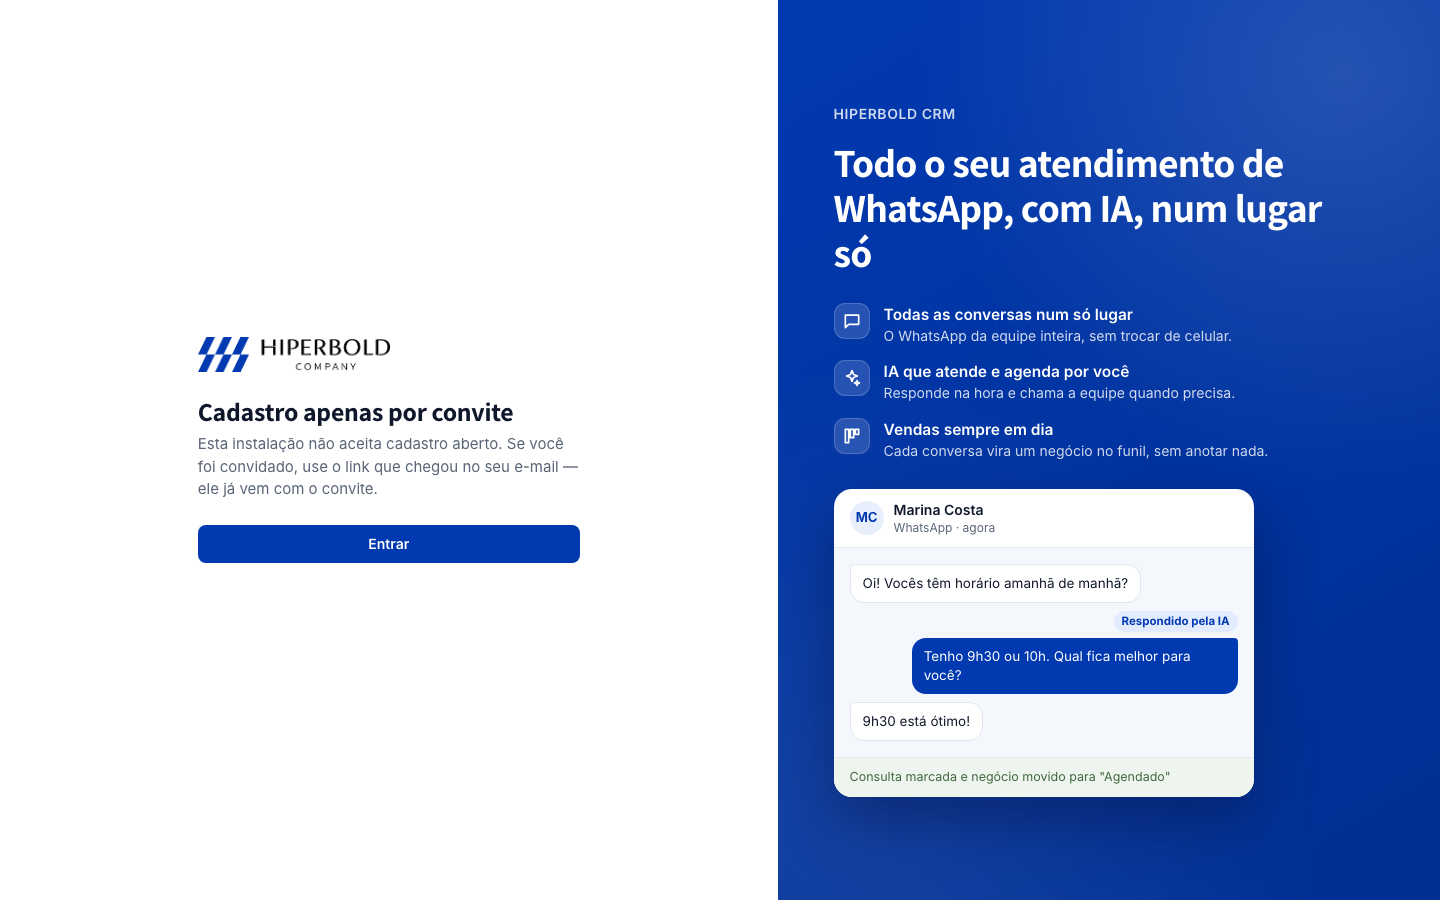 HIPERBOLD
COMPANY
Cadastro apenas por convite
Esta instalação não aceita cadastro aberto. Se você
foi convidado, use o link que chegou no seu e-mail —
ele já vem com o convite.
Entrar
HIPERBOLD CRM
Todo o seu atendimento de
WhatsApp, com IA, num lugar
só
Todas as conversas num só lugar
O WhatsApp da equipe inteira, sem trocar de celular.
IA que atende e agenda por você
Responde na hora e chama a equipe quando precisa.
Vendas sempre em dia
Cada conversa vira um negócio no funil, sem anotar nada.
MC
Marina Costa
WhatsApp · agora
Oi! Vocês têm horário amanhã de manhã?
Respondido pela IA
Tenho 9h30 ou 10h. Qual fica melhor para
você?
9h30 está ótimo!
Consulta marcada e negócio movido para "Agendado"